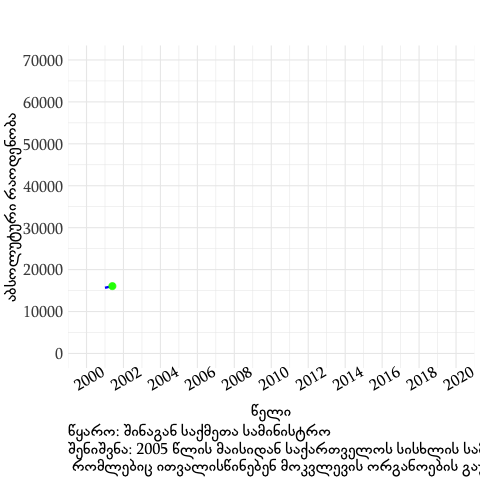 70000
60000
50000
40000
30000
20000
10000
0
აბსოლუტური რაოდენობა
2000 2002 2004 2006 2008 2010 2012 2014 2016 2018 2020
წელი
წყარო: შინაგან საქმეთა სამინისტრო
შენიშვნა: 2005 წლის მაისიდან საქართველოს სისხლის
რომლებიც ითვალისწინებენ მოკვლევის ორგანოების